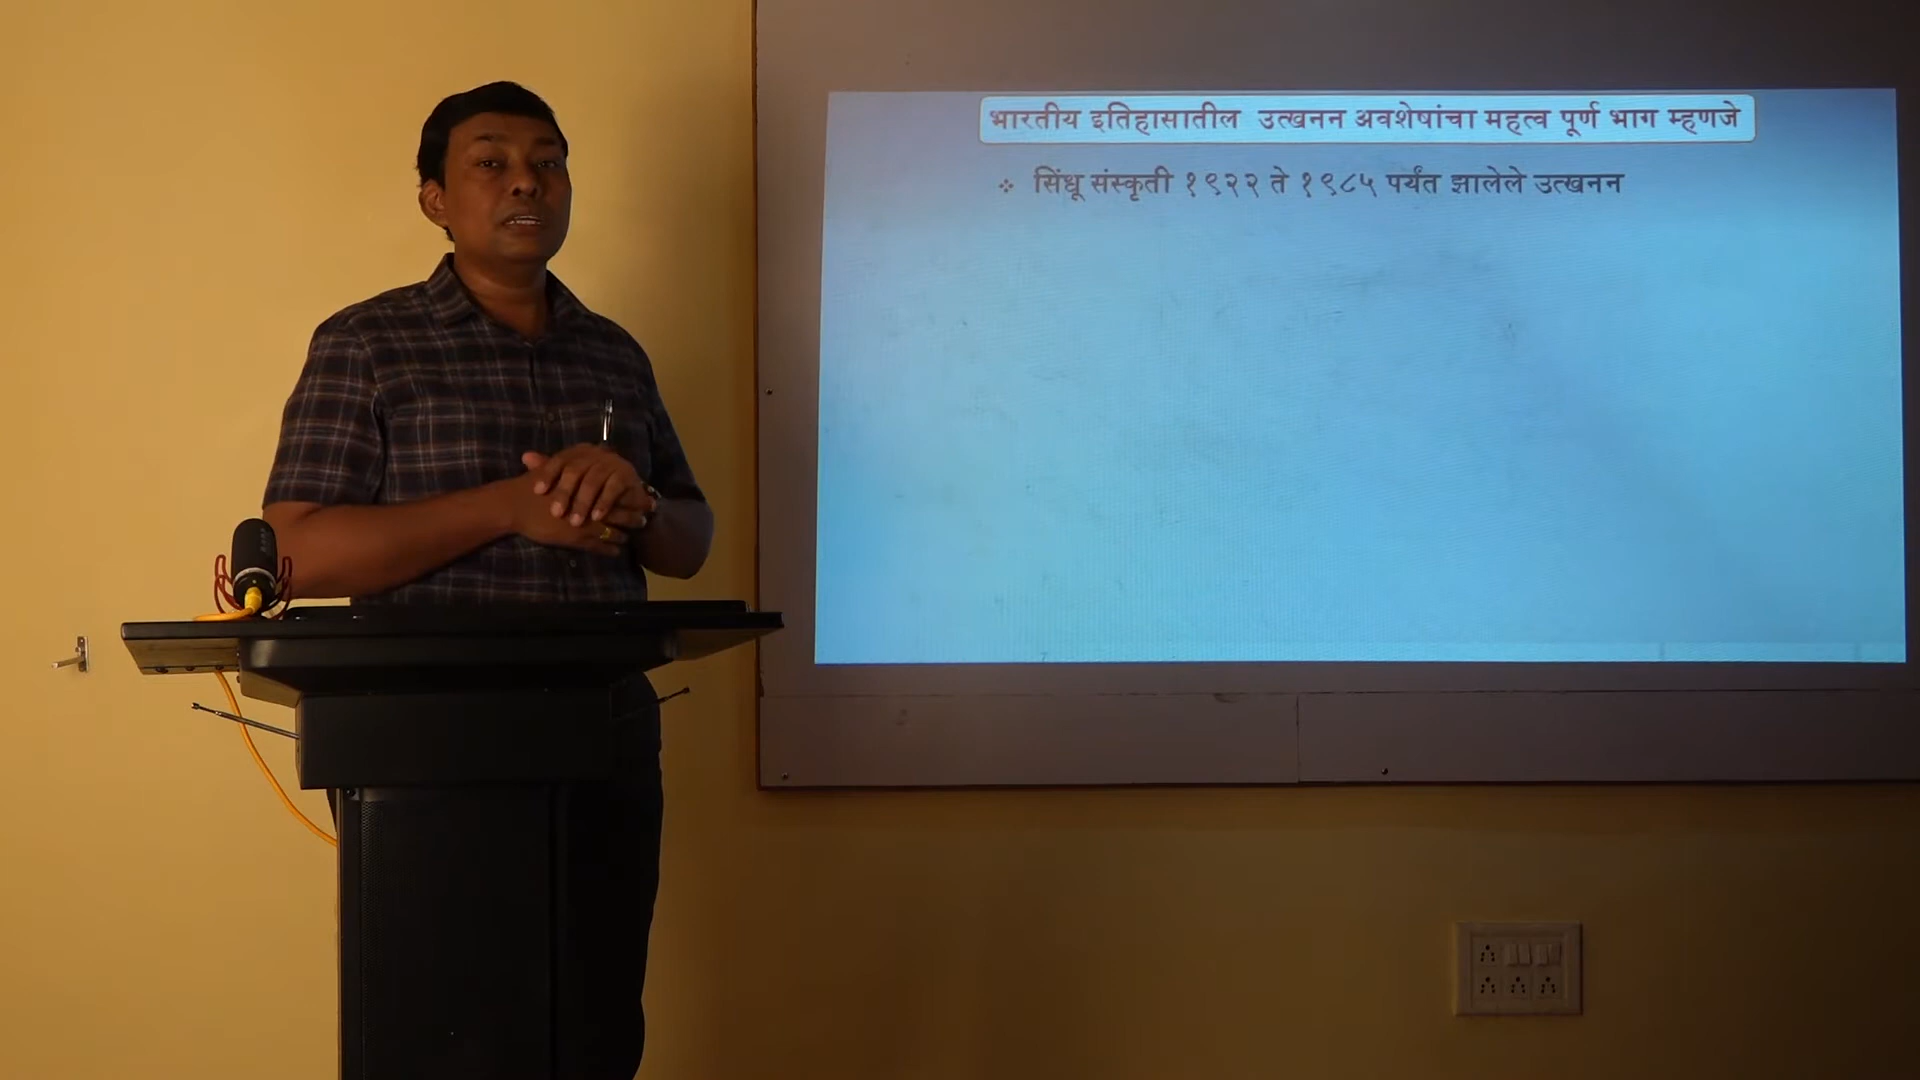 भारतीय इतिहासातील उत्खनन अवशेषांचा महत्व पूर्ण भाग म्हणजे
❖ सिंधू संस्कृती १९२२ ते १९८५ पर्यंत झालेले उत्खनन